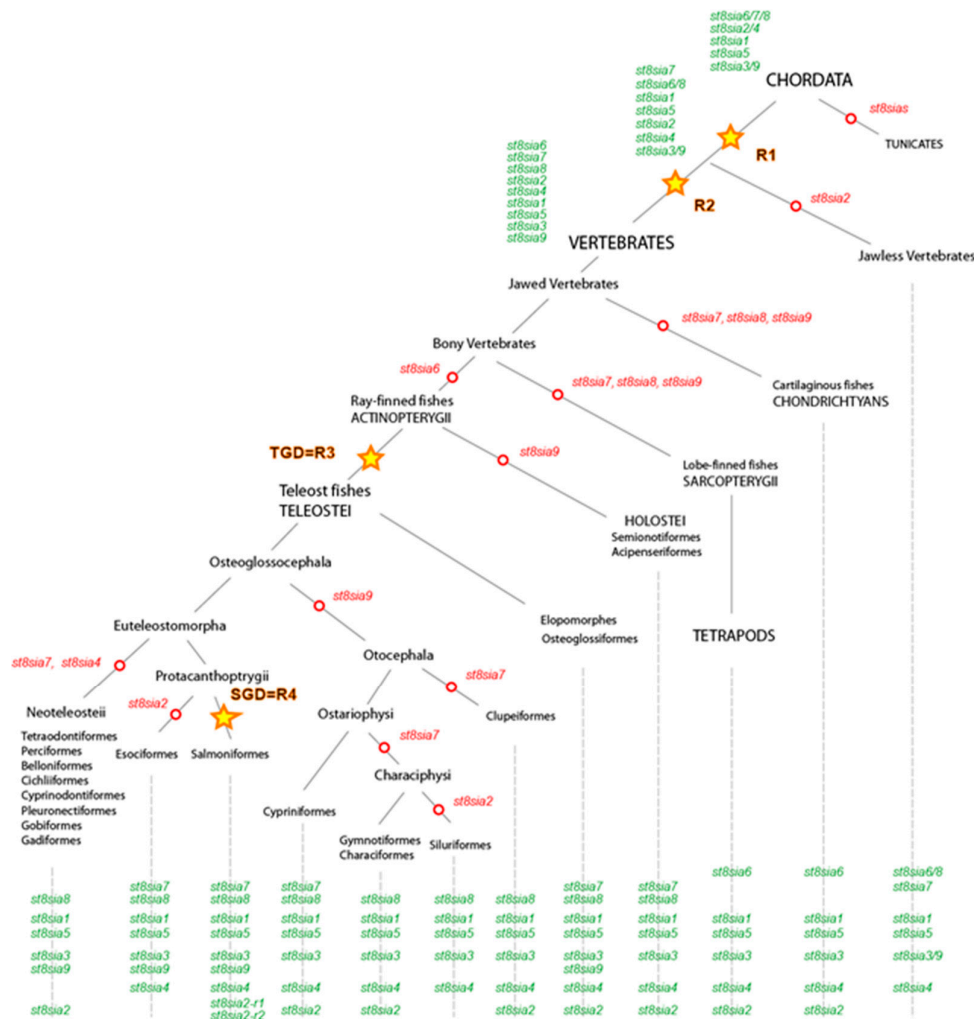 st8sia6/7/8
st8sia2/4
st8sia1
st8sia5
st8sia3/9
CHORDATA
st8sia7
st8sia6/8
st8sia1
st8sia5
st8sia2
st8sia4
st8sia3/9
st8sias
TUNICATES
R1
st8sia6
st8sia7
st8sia8
st8sia2
st8sia4
st8sia1
st8sia5
st8sia3
st8sia9
R2
st8sia2
VERTEBRATES
Jawless Vertebrates
Jawed Vertebrates
st8sia7, st8sia8, st8sia9
Bony Vertebrates
st8sia6
st8sia7, st8sia8, st8sia9
Cartilaginous fishes
CHONDRICHTYANS
Ray-finned fishes
ACTINOPTERYGII
TGD=R3
st8sia9
Lobe-finned fishes
SARCOPTERYGII
Teleost fishes
TELEOSTEI
HOLOSTEI
Semionotiformes
Acipenseriformes
Osteoglossocephala
st8sia9
Elopomorphes
Osteoglossiformes
TETRAPODS
Euteleostomorpha
st8sia7, st8sia4
Protacanthoptrygii
Otocephala
st8sia7
SGD=R4
st8sia2
Neoteleosteii
Ostariophysi
Clupeiformes
Tetraodontiformes
Perciformes
Belloniformes
Cichliiformes
Cyprinodontiformes
Pleuronectiformes
Gobiformes
Gadiformes
Esociformes
Salmoniformes
st8sia7
Characiphysi
st8sia2
Cypriniformes
Gymnotiformes
Characiformes
Siluriformes
st8sia6 st8sia6 st8sia6/8
st8sia7 st8sia7 st8sia7 st8sia7 st8sia7 st8sia7
st8sia8 st8sia8 st8sia8 st8sia8 st8sia8 st8sia8 st8sia8 st8sia8 st8sia8
st8sia1 st8sia1 st8sia1 st8sia1 st8sia1 st8sia1 st8sia1 st8sia1 st8sia1 st8sia1 st8sia1 st8sia1
st8sia5 st8sia5 st8sia5 st8sia5 st8sia5 st8sia5 st8sia5 st8sia5 st8sia5 st8sia5 st8sia5 st8sia5
st8sia3 st8sia3 st8sia3 st8sia3 st8sia3 st8sia3 st8sia3 st8sia3 st8sia3 st8sia3 st8sia3 st8sia3/9
st8sia9 st8sia9 st8sia9 st8sia9
st8sia4 st8sia4 st8sia4 st8sia4 st8sia4 st8sia4 st8sia4 st8sia4 st8sia4 st8sia4 st8sia4
st8sia2-r1
st8sia2 st8sia2-r2 st8sia2 st8sia2 st8sia2 st8sia2 st8sia2 st8sia2 st8sia2